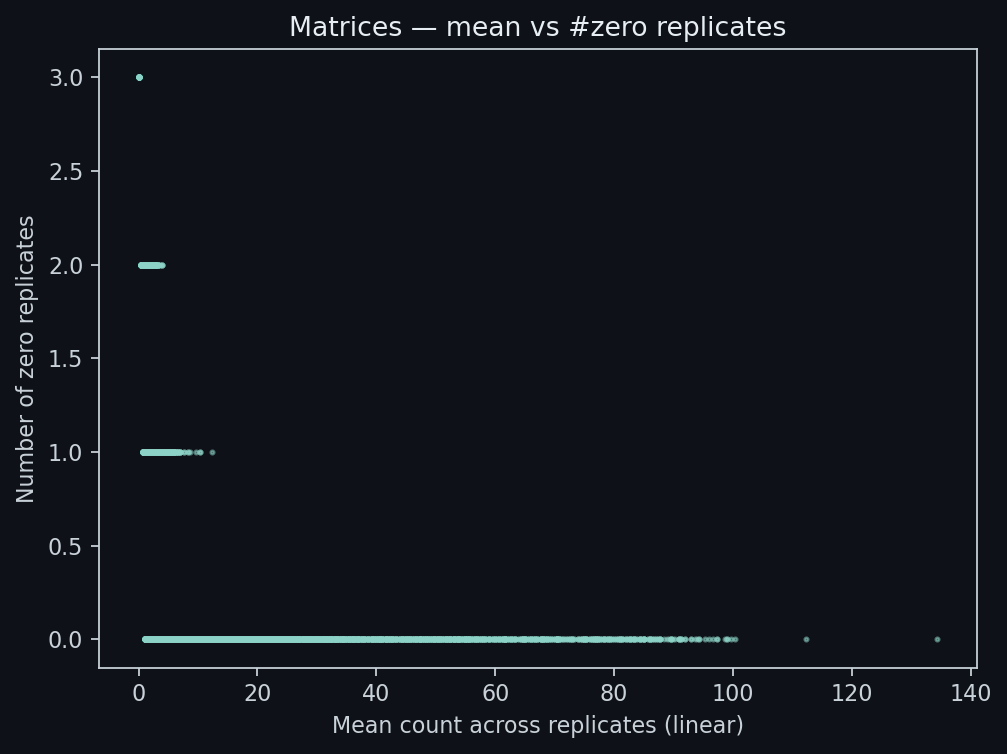 Matrices — mean vs #zero replicates
Number of zero replicates
3.0
2.5
2.0
1.5
1.0
0.5
0.0
0 20 40 60 80 100 120 140
Mean count across replicates (linear)